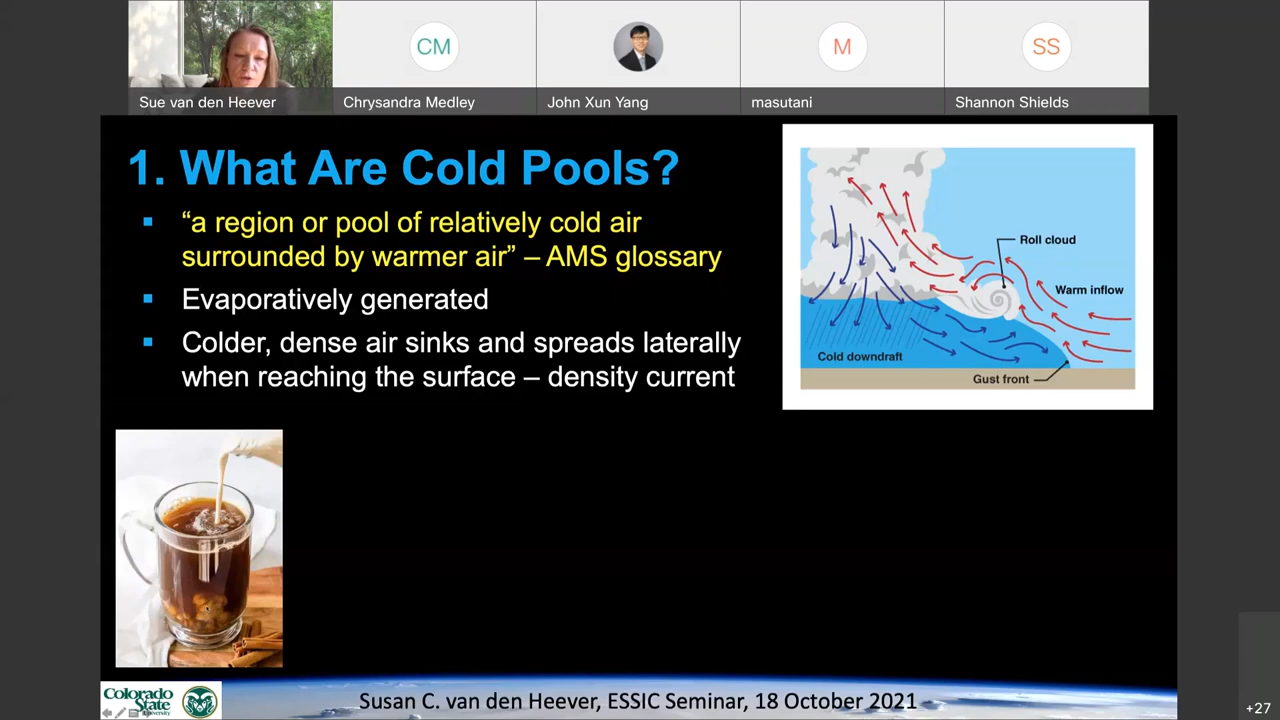 CM
M
SS
Sue van den Heever
Chrysandra Medley
John Xun Yang
masutani
Shannon Shields
1. What Are Cold Pools?
▪ “a region or pool of relatively cold air
surrounded by warmer air” – AMS glossary
▪ Evaporatively generated
▪ Colder, dense air sinks and spreads laterally
when reaching the surface – density current
Roll cloud
Warm inflow
Cold downdraft
Gust front
Colorado
State
University
Susan C. van den Heever, ESSIC Seminar, 18 October 2021
+27